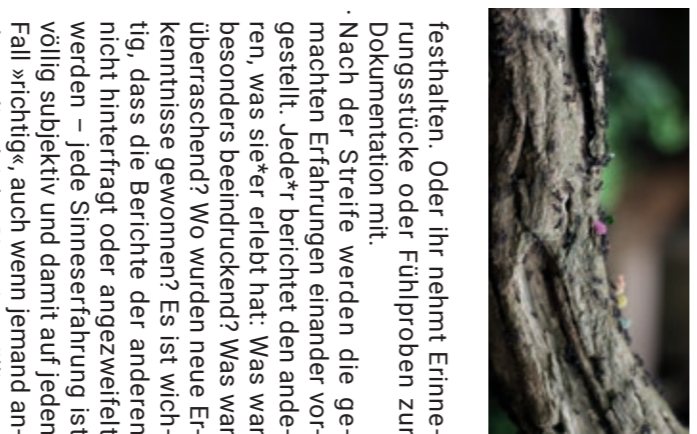 festhalten. Oder ihr nehmt Erinne-
rungsstücke oder Fühlproben zur
Dokumentation mit.
· Nach der Streife werden die ge-
machten Erfahrungen einander vor-
gestellt. Jede*r berichtet den ande-
ren, was sie*er erlebt hat: Was war
besonders beeindruckend? Was war
überraschend? Wo wurden neue Er-
kenntnisse gewonnen? Es ist wich-
tig, dass die Berichte der anderen
nicht hinterfragt oder angezweifelt
werden – jede Sinneserfahrung ist
völlig subjektiv und damit auf jeden
Fall »richtig«, auch wenn jemand an-